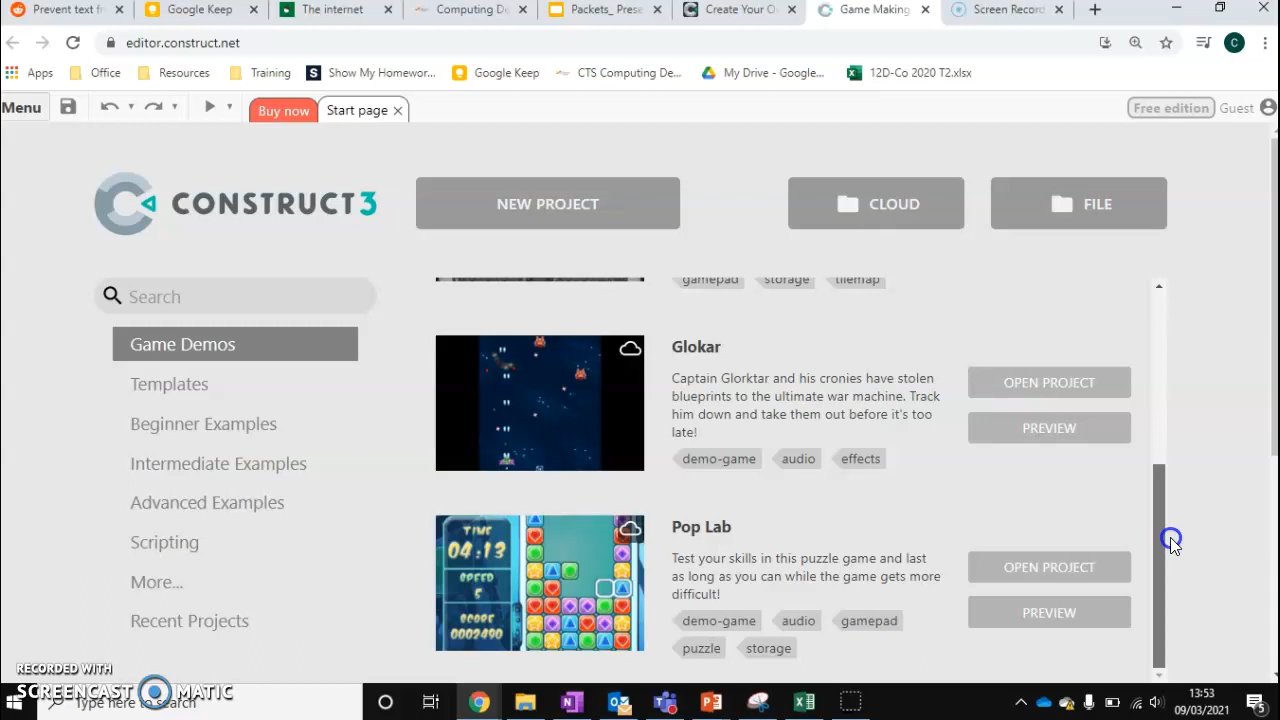 Prevent text fr
Google Keep
The internet
Computing De
Packets_ Prese
Create Your O
Game Making
Screen Record
editor.construct.net
Apps
Office
Resources
Training
Show My Homewor...
Google Keep
CTS Computing De...
My Drive - Google...
12D-Co 2020 T2.xlsx
C
Menu
Buy now
Start page
Free edition
Guest
CONSTRUCT 3
NEW PROJECT
CLOUD
FILE
Search
Game Demos
Templates
Beginner Examples
Intermediate Examples
Advanced Examples
Scripting
More...
Recent Projects
gamepad
storage
tilemap
Glokar
Captain Glorktar and his cronies have stolen
blueprints to the ultimate war machine. Track
him down and take them out before it's too
late!
demo-game
audio
effects
OPEN PROJECT
PREVIEW
TIME
04:13
SPEED
5
SCORE
0002490
Pop Lab
Test your skills in this puzzle game and last
as long as you can while the game gets more
difficult!
demo-game
audio
gamepad
puzzle
storage
OPEN PROJECT
PREVIEW
RECORDED WITH
SCREENCAST MATIC
Type here to search
13:53
09/03/2021
5